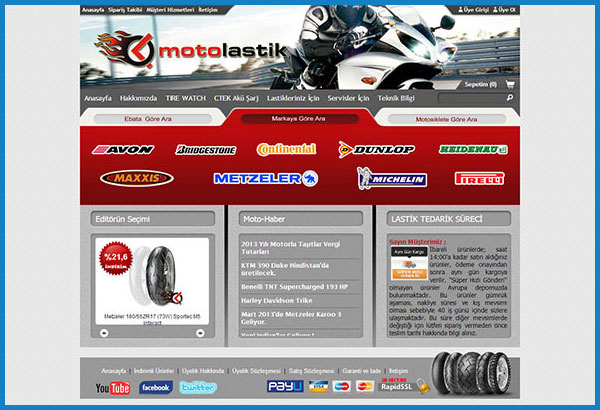 Anasayfa Sipariş Takibi Müşteri Hizmetleri İletişim
Üye Girişi Üye Ol
motolastik
Sepetim (0)
Anasayfa Hakkımızda TIRE WATCH CTEK Akü Şarj Lastikleriniz İçin Servisler İçin Teknik Bilgi
Ebata Göre Ara Markaya Göre Ara Motosiklete Göre Ara
AVON BRIDGESTONE Continental DUNLOP HEIDENAU
MAXXIS METZELER MICHELIN PIRELLI
Editörün Seçimi
%21,6
İNDİRİM
Metzeler 180/55ZR17 (73W) Sportec M5
Interact
Moto-Haber
2013 Yılı Motorlu Taşıtlar Vergi
Tutarları
KTM 390 Duke Hindistan'da
üretilecek.
Benelli TNT Supercharged 193 HP
Harley Davidson Trike
Mart 2013'de Metzeler Karoo 3
Geliyor.
LASTİK TEDARİK SÜRECİ
Sayın Müşterimiz ;
Aynı Gün Kargo
İbareli ürünlerde; saat
14:00'a kadar satın aldığınız
ürünler, ödeme onayından
sonra aynı gün kargoya
verilir. "Süper Hızlı Gönderi"
olmayan ürünler Avrupa depomuzda
bulunmaktadır. Bu ürünler gümrük
aşaması, nakliye süresi ve kış mevsimi
olması sebebiyle 40 iş günü içinde sizlere
ulaşmaktadır. Bu süre diğer mevsimlerde
değiştiği için lütfen sipariş vermeden önce
teslim tarihi hakkında bilgi alınız.
Anasayfa | İndirimli Ürünler | Üyelik Hakkında | Üyelik Sözleşmesi | Satış Sözleşmesi | Garanti ve İade | İletişim
YouTube facebook twitter PayU VISA RapidSSL